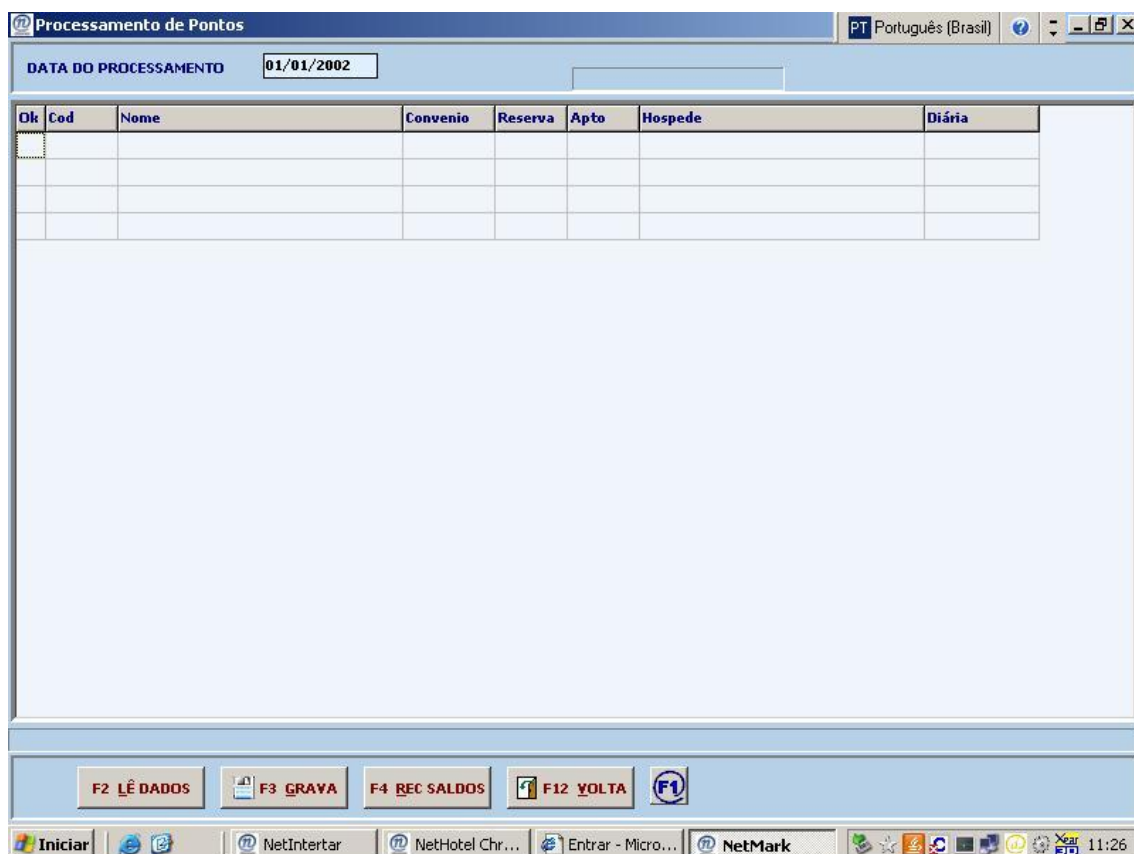 Processamento de Pontos
PT Português (Brasil)
DATA DO PROCESSAMENTO 01/01/2002
Ok Cod Nome Convenio Reserva Apto Hospede Diária
F2 LÊ DADOS F3 GRAVA F4 REC SALDOS F12 VOLTA F1
Iniciar NetIntertar NetHotel Chr... Entrar - Micro... NetMark 11:26